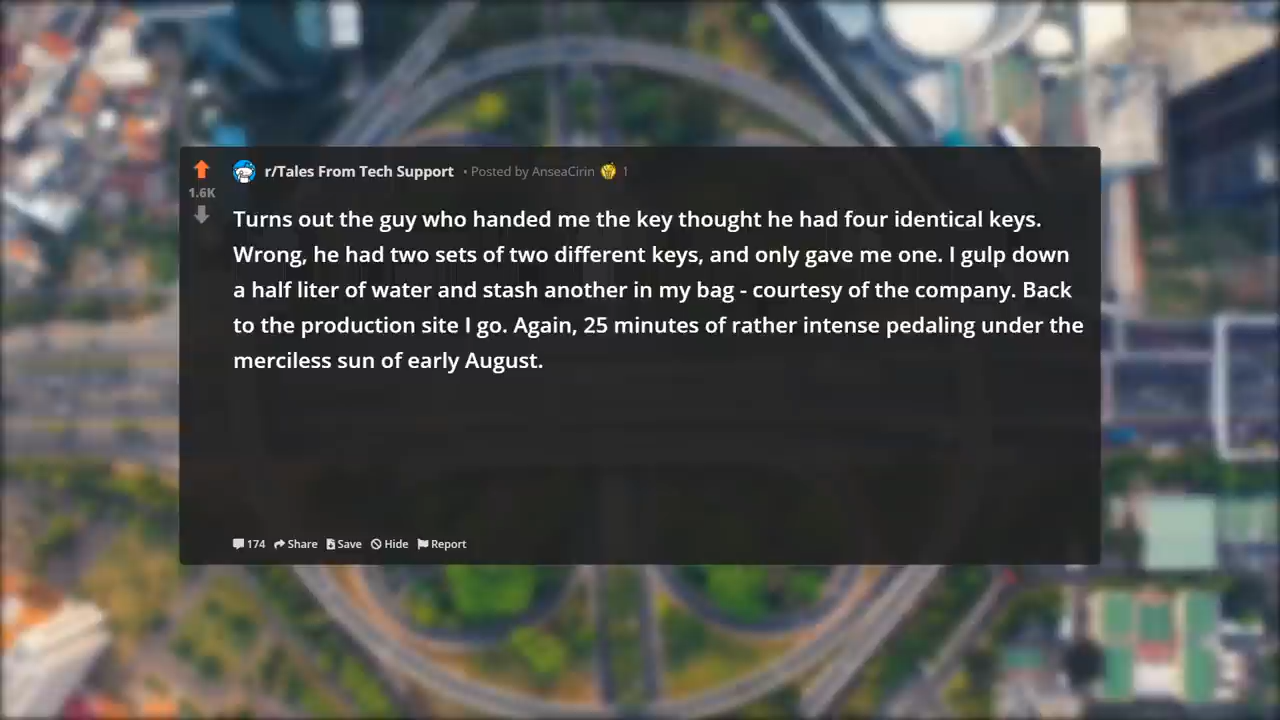 r/Tales From Tech Support • Posted by AnseaCirin 1
1.6K
Turns out the guy who handed me the key thought he had four identical keys.
Wrong, he had two sets of two different keys, and only gave me one. I gulp down
a half liter of water and stash another in my bag - courtesy of the company. Back
to the production site I go. Again, 25 minutes of rather intense pedaling under the
merciless sun of early August.
174 Share Save Hide Report